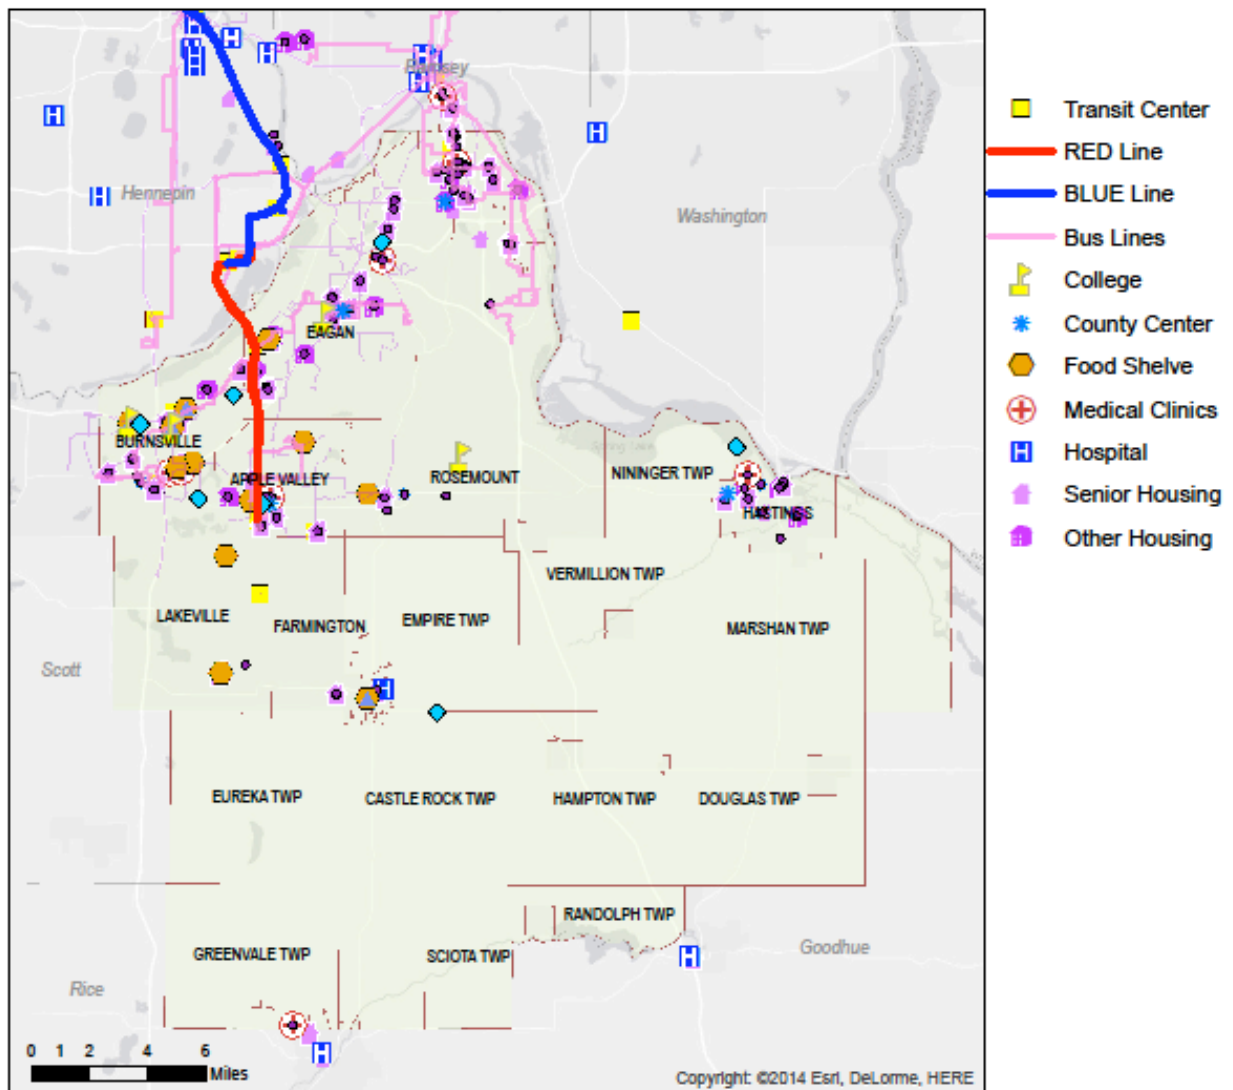 Ramsey
Hennepin
Washington
EAGAN
BURNSVILLE
APPLE VALLEY
ROSEMOUNT
NININGER TWP
HASTINGS
VERMILLION TWP
LAKEVILLE
FARMINGTON
EMPIRE TWP
MARSHAN TWP
Scott
EUREKA TWP
CASTLE ROCK TWP
HAMPTON TWP
DOUGLAS TWP
RANDOLPH TWP
GREENVALE TWP
SCIOTA TWP
Goodhue
Rice
0 1 2 4 6
Miles
Copyright: ©2014 Esri, DeLorme, HERE
Transit Center
RED Line
BLUE Line
Bus Lines
College
County Center
Food Shelve
Medical Clinics
H Hospital
Senior Housing
Other Housing